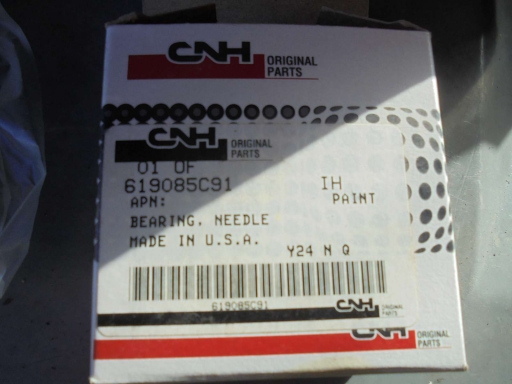 CNH ORIGINAL PARTS
CNH ORIGINAL PARTS
01 OF
619085C91 IH
APN: PAINT
BEARING, NEEDLE
MADE IN U.S.A. Y24 N Q
619085C91
CNH ORIGINAL PARTS
CNH ORIGINAL PARTS